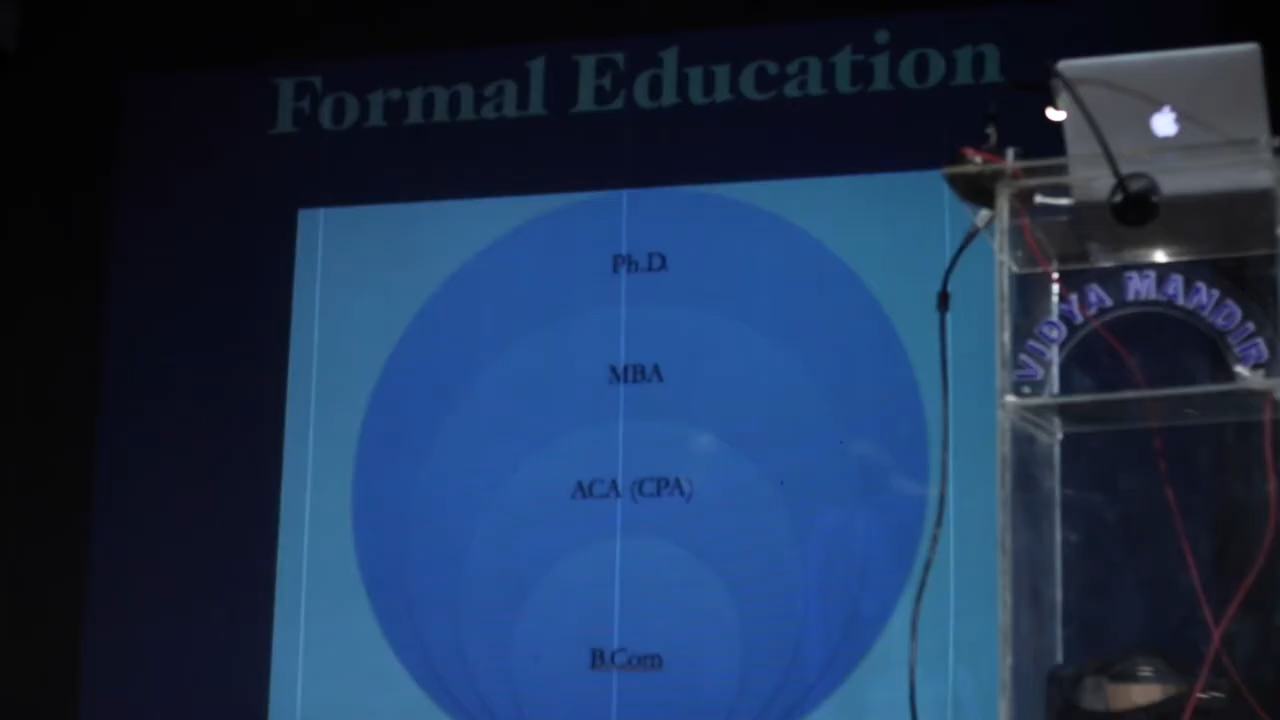 Formal Education
Ph.D.
MBA
ACA (CPA)
B.Com
VIDYA MANDIR